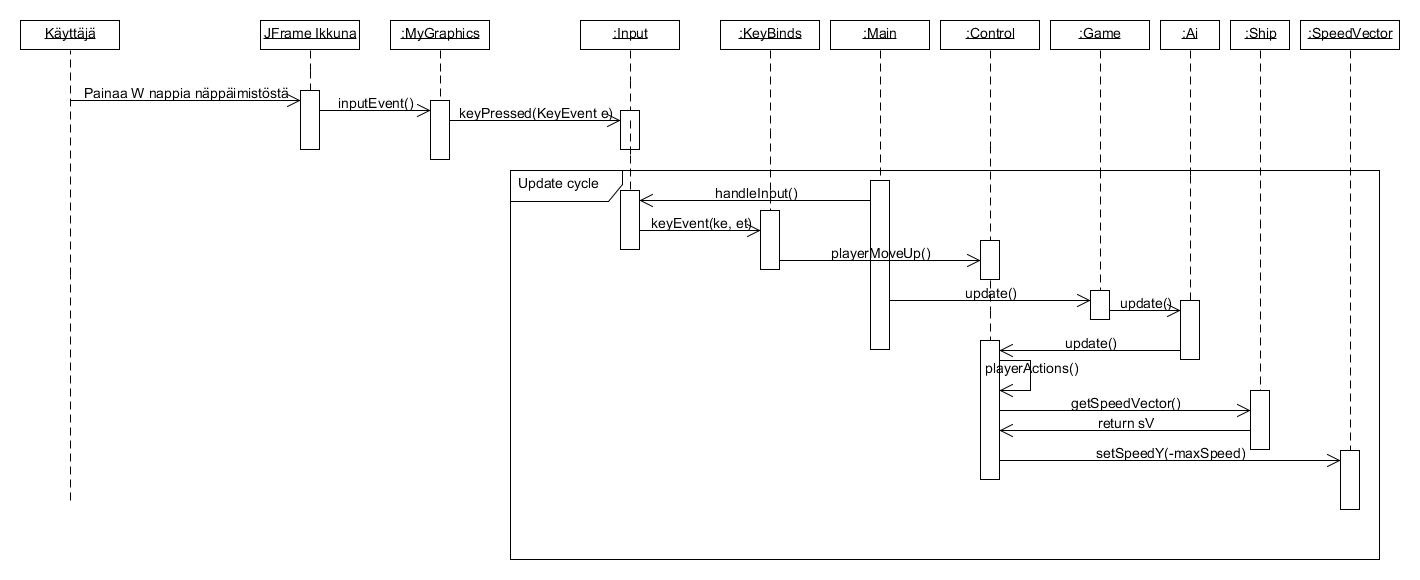 Käyttäjä
JFrame Ikkuna
:MyGraphics
:Input
:KeyBinds
:Main
:Control
:Game
:Ai
:Ship
:SpeedVector
Painaa W nappia näppäimistöstä
inputEvent()
keyPressed(KeyEvent e)
Update cycle
handleInput()
keyEvent(ke, et)
playerMoveUp()
update()
update()
update()
playerActions()
getSpeedVector()
return sV
setSpeedY(-maxSpeed)